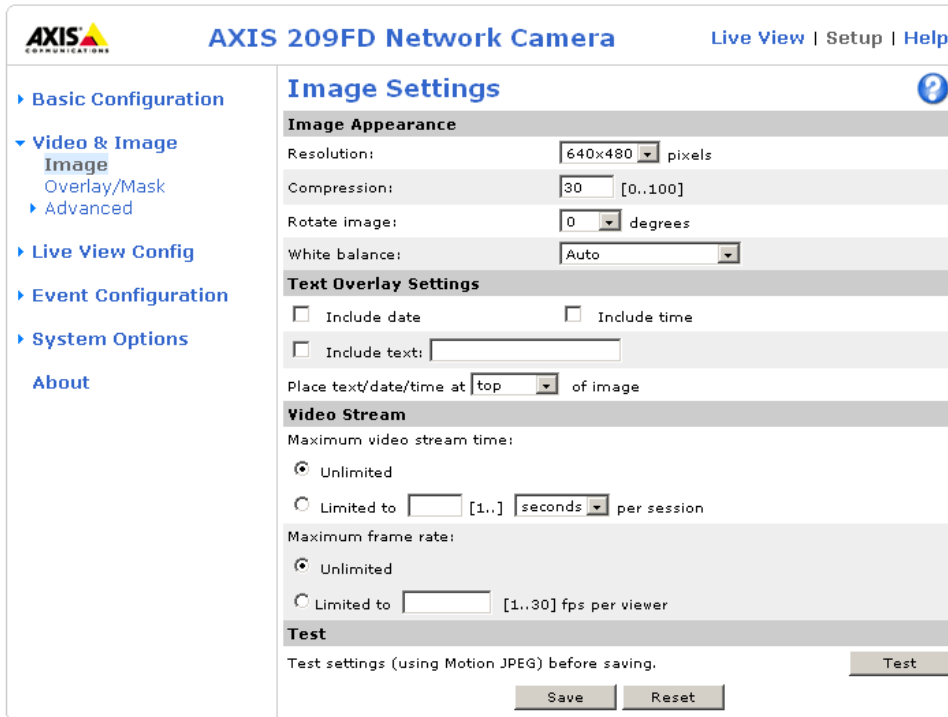 AXIS
COMMUNICATIONS
AXIS 209FD Network Camera
Live View | Setup | Help
Basic Configuration
Video & Image
Image
Overlay/Mask
Advanced
Live View Config
Event Configuration
System Options
About
Image Settings
?
Image Appearance
Resolution: 640x480 pixels
Compression: 30 [0..100]
Rotate image: 0 degrees
White balance: Auto
Text Overlay Settings
Include date Include time
Include text:
Place text/date/time at top of image
Video Stream
Maximum video stream time:
Unlimited
Limited to [1..] seconds per session
Maximum frame rate:
Unlimited
Limited to [1..30] fps per viewer
Test
Test settings (using Motion JPEG) before saving. Test
Save Reset